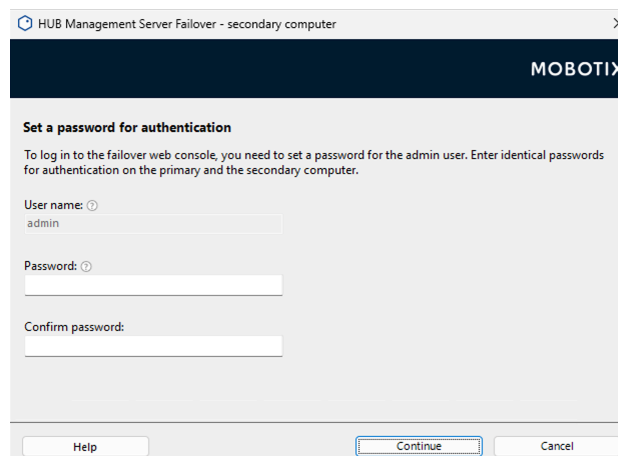 HUB Management Server Failover - secondary computer
MOBOTIX
Set a password for authentication
To log in to the failover web console, you need to set a password for the admin user. Enter identical passwords
for authentication on the primary and the secondary computer.
User name:
admin
Password:
Confirm password:
Help Continue Cancel